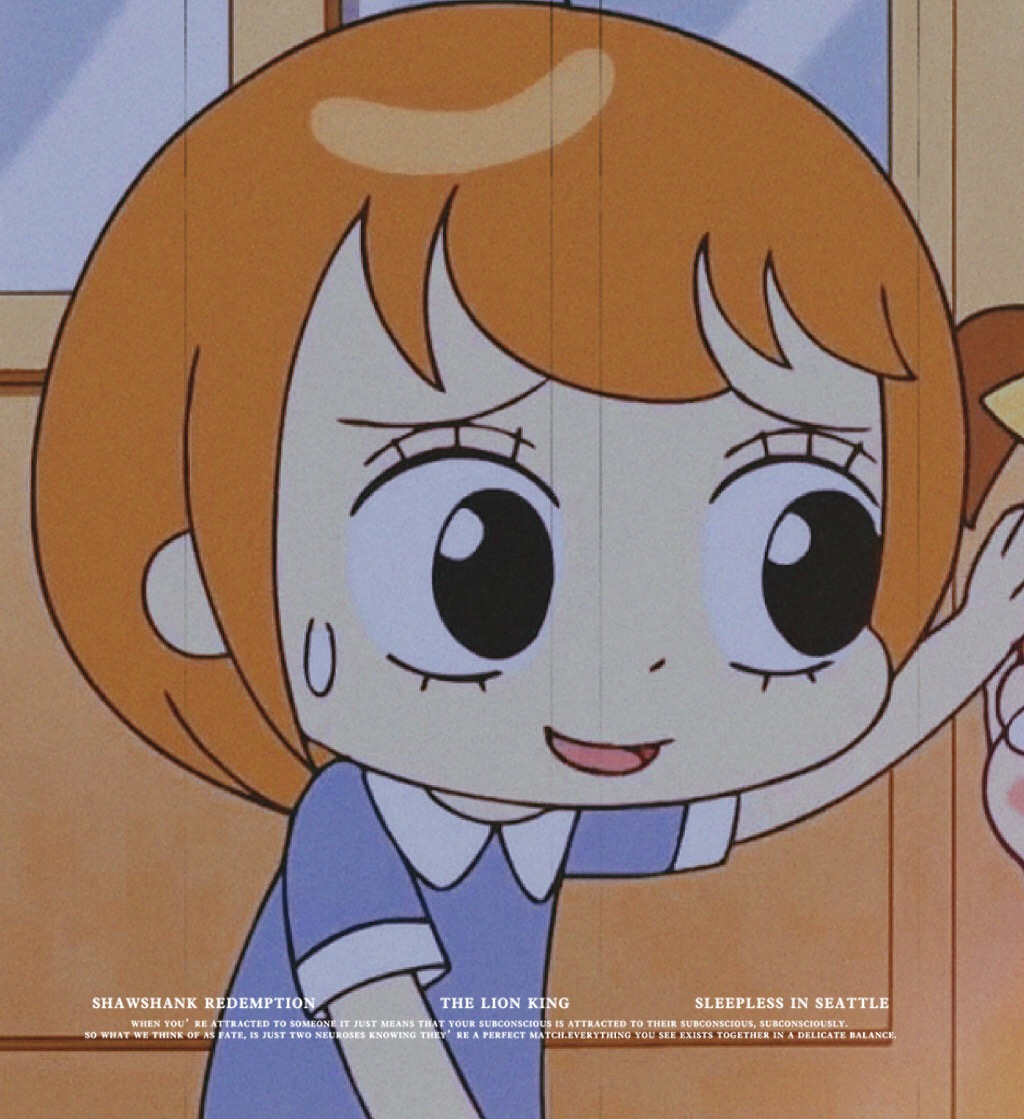 SHAWSHANK REDEMPTION THE LION KING SLEEPLESS IN SEATTLE
WHEN YOU'RE ATTRACTED TO SOMEONE IT JUST MEANS THAT YOUR SUBCONSCIOUS IS ATTRACTED TO THEIR SUBCONSCIOUS, SUBCONSCIOUSLY.
SO WHAT WE THINK OF AS FATE, IS JUST TWO NEUROSES KNOWING THEY'RE A PERFECT MATCH.EVERYTHING YOU SEE EXISTS TOGETHER IN A DELICATE BALANCE.